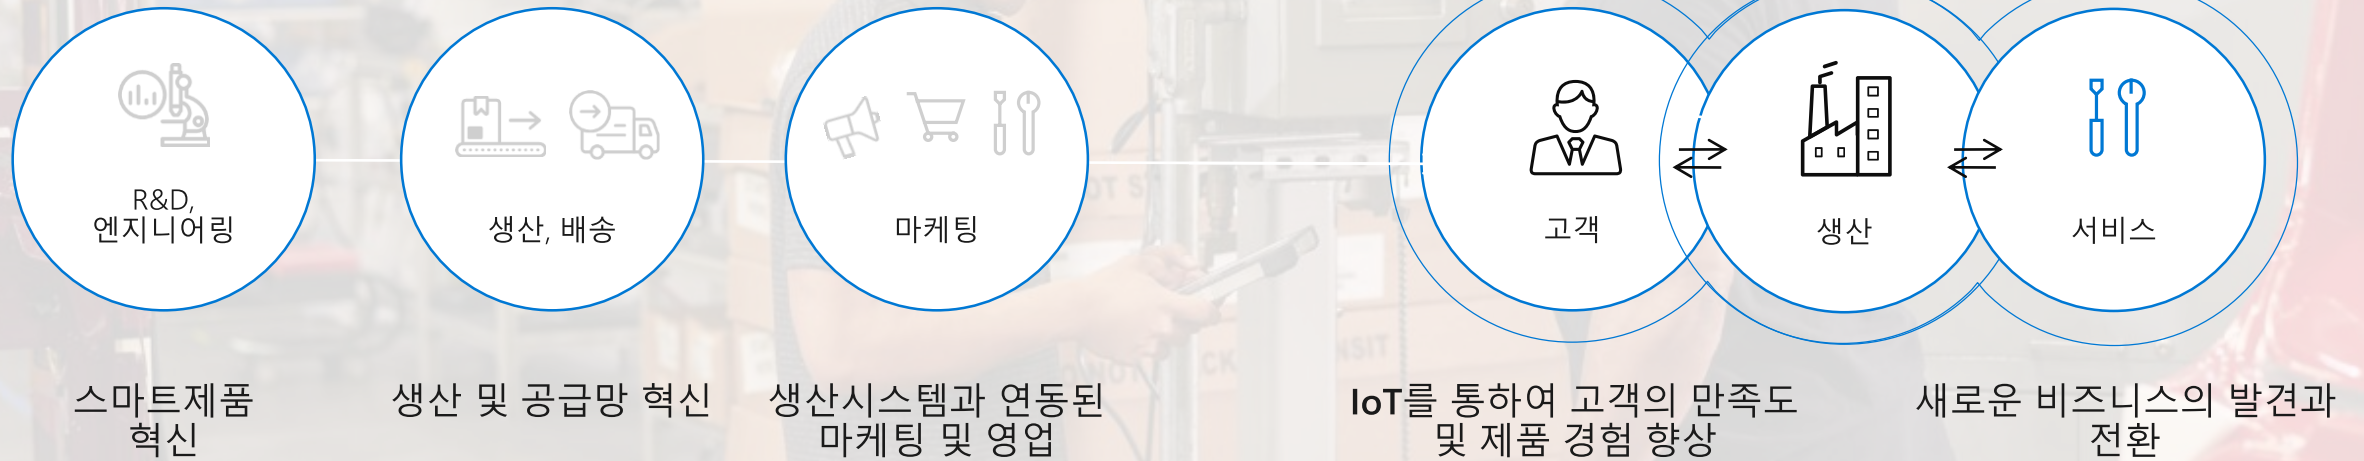 R&D,
엔지니어링
생산, 배송
마케팅
고객
생산
서비스
스마트제품
혁신
생산 및 공급망 혁신
생산시스템과 연동된
마케팅 및 영업
IoT를 통하여 고객의 만족도
및 제품 경험 향상
새로운 비즈니스의 발견과
전환